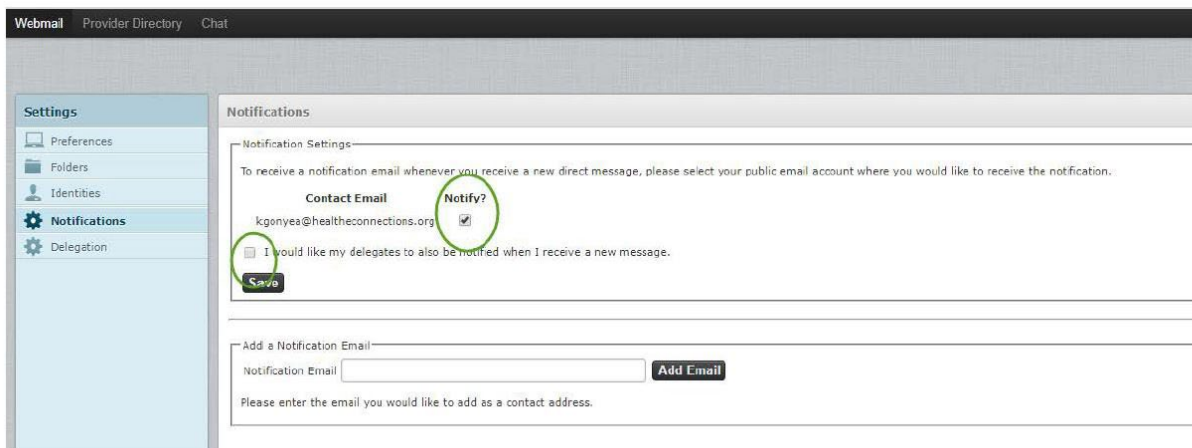 Webmail Provider Directory Chat
Settings
Preferences
Folders
Identities
Notifications
Delegation
Notifications
Notification Settings
To receive a notification email whenever you receive a new direct message, please select your public email account where you would like to receive the notification.
Contact Email Notify?
kgonyea@healtheconnections.org
I would like my delegates to also be notified when I receive a new message.
Save
Add a Notification Email
Notification Email Add Email
Please enter the email you would like to add as a contact address.